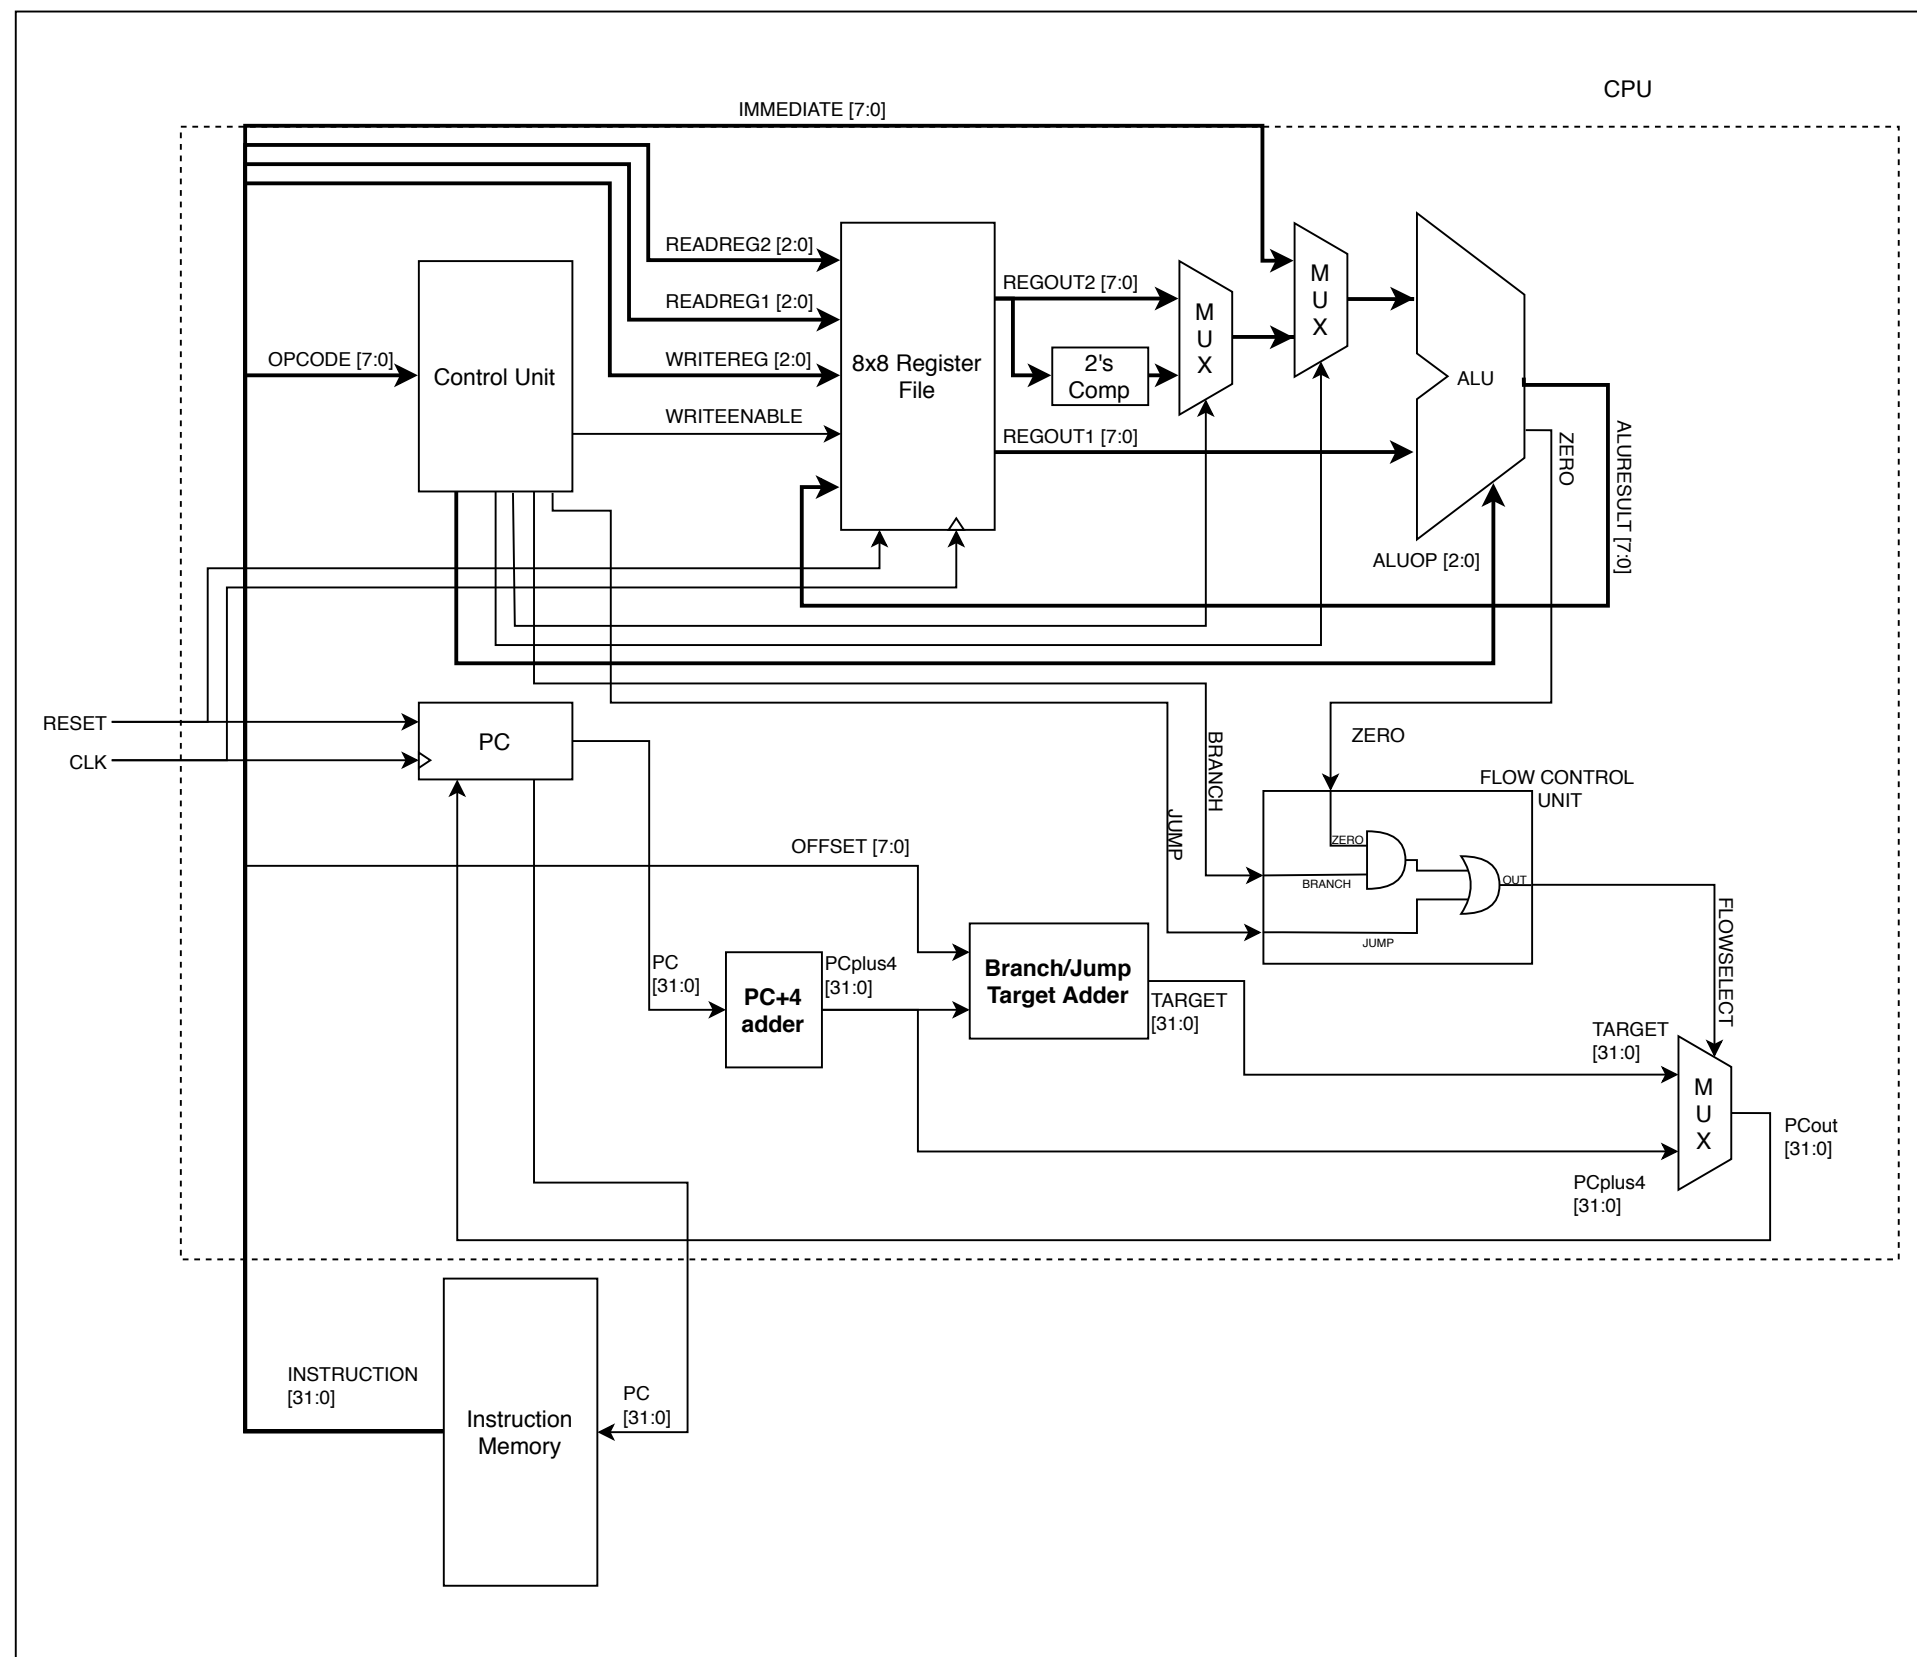 CPU
IMMEDIATE [7:0]
READREG2 [2:0]
READREG1 [2:0]
WRITEREG [2:0]
WRITEENABLE
OPCODE [7:0]
Control Unit
8x8 Register
File
REGOUT2 [7:0]
2's
Comp
REGOUT1 [7:0]
M
U
X
M
U
X
ALU
ZERO
ALURESULT [7:0]
ALUOP [2:0]
RESET
CLK
PC
BRANCH
JUMP
ZERO
FLOW CONTROL
UNIT
ZERO
BRANCH
JUMP
OUT
FLOWSELECT
OFFSET [7:0]
PC
[31:0]
PC+4
adder
PCplus4
[31:0]
Branch/Jump
Target Adder
TARGET
[31:0]
TARGET
[31:0]
M
U
X
PCplus4
[31:0]
PCout
[31:0]
INSTRUCTION
[31:0]
Instruction
Memory
PC
[31:0]